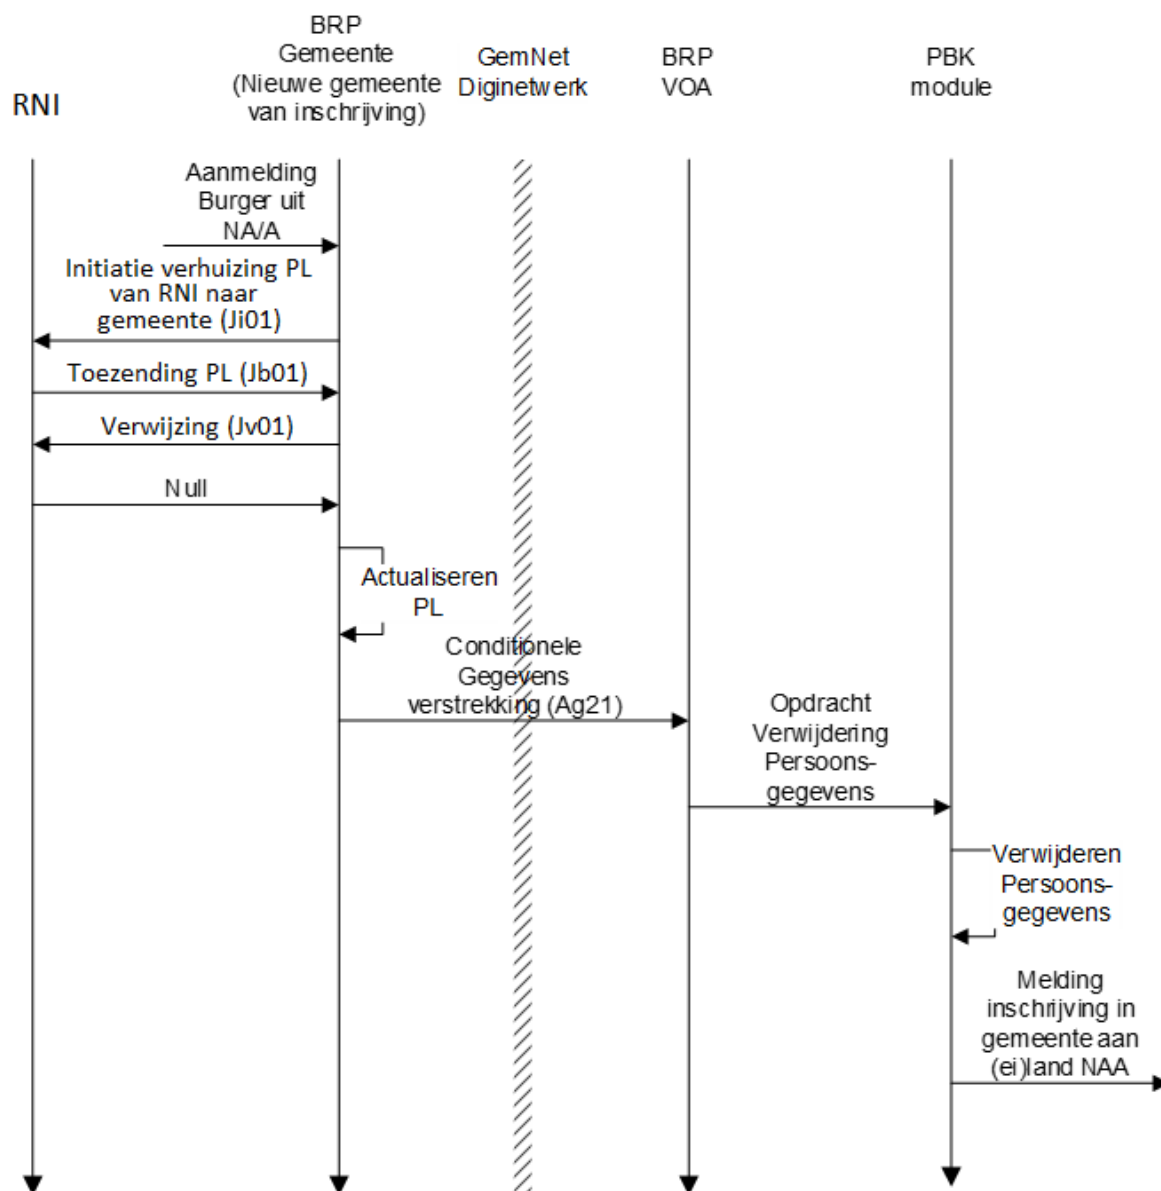 RNI
BRP
Gemeente
(Nieuwe gemeente
van inschrijving)
GemNet
Diginetwerk
BRP
VOA
PBK
module
Aanmelding
Burger uit
NA/A
Initiatie verhuizing PL
van RNI naar
gemeente (Ji01)
Toezending PL (Jb01)
Verwijzing (Jv01)
Null
Actualiseren
PL
Conditionele
Gegevens
verstrekking (Ag21)
Opdracht
Verwijdering
Persoons-
gegevens
Verwijderen
Persoons-
gegevens
Melding
inschrijving in
gemeente aan
(ei)land NAA